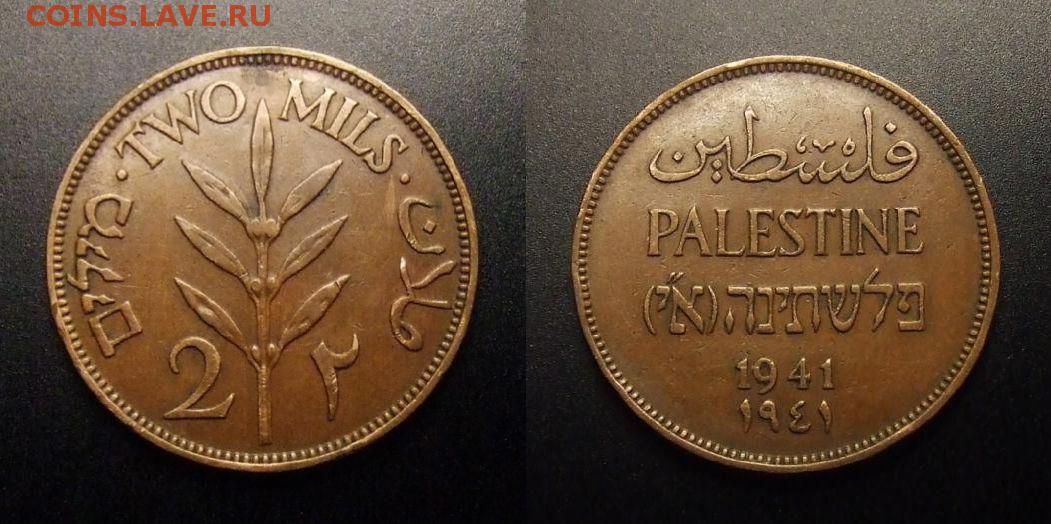 COINS.LAVE.RU
· TWO MILS ·
מילים
ملان
2 ٢
فلسطين
PALESTINE
פלשתינה (א״י)
1941
١٩٤١